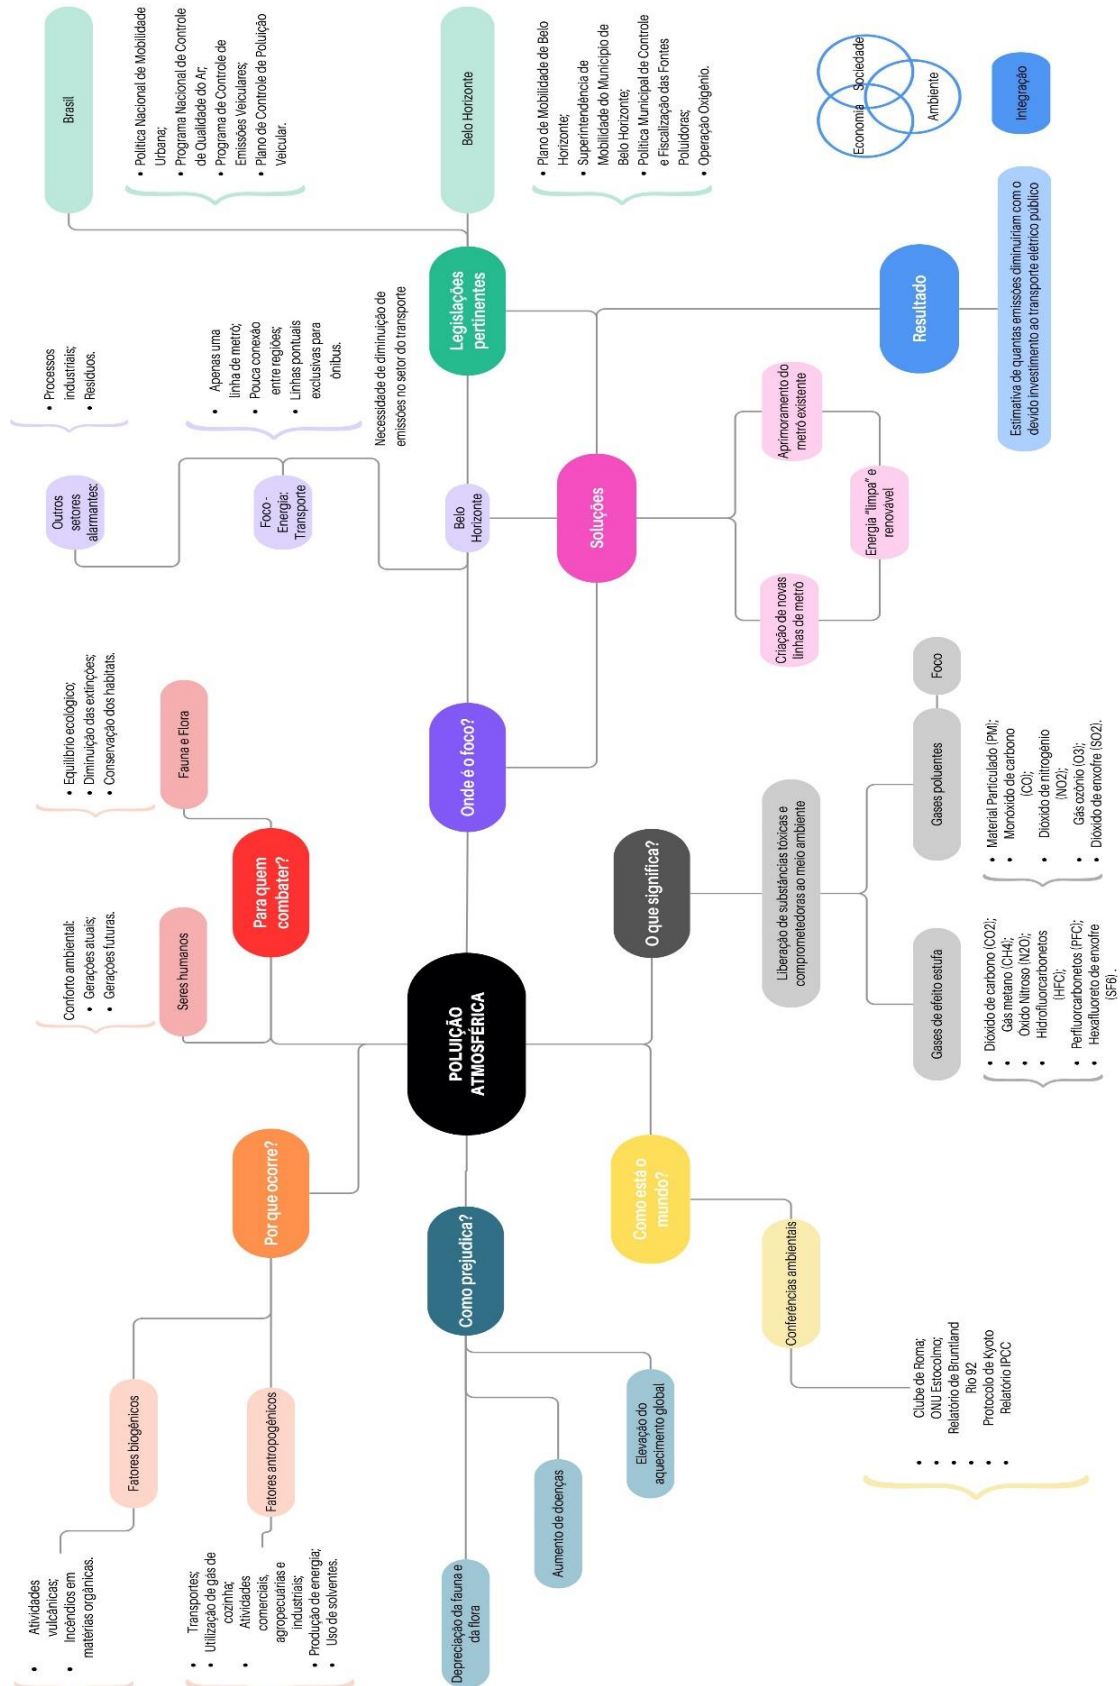 Atividades
vulcânicas;
Incêndios em
matérias orgânicas.
Fatores biogênicos
Transportes;
Utilização de gás de
cozinha;
Atividades
comerciais,
agropecuárias e
industriais;
Produção de energia;
Uso de solventes.
Fatores antropogênicos
Por que ocorre?
Conforto ambiental:
Gerações atuais;
Gerações futuras.
Seres humanos
Equilíbrio ecológico;
Diminuição das extinções;
Conservação dos habitats.
Fauna e Flora
Para quem
combater?
Processos
industriais;
Resíduos.
Outros
setores
alarmantes:
Apenas uma
linha de metrô;
Pouca conexão
entre regiões;
Linhas pontuais
exclusivas para
ônibus.
Foco -
Energia:
Transporte
Necessidade de diminuição de
emissões no setor do transporte
Brasil
Política Nacional de Mobilidade
Urbana;
Programa Nacional de Controle
de Qualidade do Ar;
Programa de Controle de
Emissões Veiculares;
Plano de Controle de Poluição
Veicular.
Depreciação da fauna e
da flora
Aumento de doenças
Elevação do
aquecimento global
Como prejudica?
POLUIÇÃO
ATMOSFÉRICA
Onde é o foco?
Belo
Horizonte
Legislações
pertinentes
Belo Horizonte
Plano de Mobilidade de Belo
Horizonte;
Superintendência de
Mobilidade do Município de
Belo Horizonte;
Política Municipal de Controle
e Fiscalização das Fontes
Poluidoras;
Operação Oxigênio.
Como está o
mundo?
Conferências ambientais
Clube de Roma;
ONU Estocolmo;
Relatório de Bruntland
Rio 92
Protocolo de Kyoto
Relatório IPCC
O que significa?
Liberação de substâncias tóxicas e
comprometedoras ao meio ambiente
Gases de efeito estufa
Dióxido de carbono (CO2);
Gás metano (CH4);
Óxido Nitroso (N2O);
Hidrofluorcarbonetos
(HFC);
Perfluorcarbonetos (PFC);
Hexafluoreto de enxofre
(SF6).
Gases poluentes
Foco
Material Particulado (PM);
Monóxido de carbono
(CO);
Dióxido de nitrogênio
(NO2);
Gás ozônio (O3);
Dióxido de enxofre (SO2).
Soluções
Criação de novas
linhas de metrô
Aprimoramento do
metrô existente
Energia "limpa" e
renovável
Resultado
Estimativa de quantas emissões diminuiriam com o
devido investimento ao transporte elétrico público
Economia
Sociedade
Ambiente
Integração